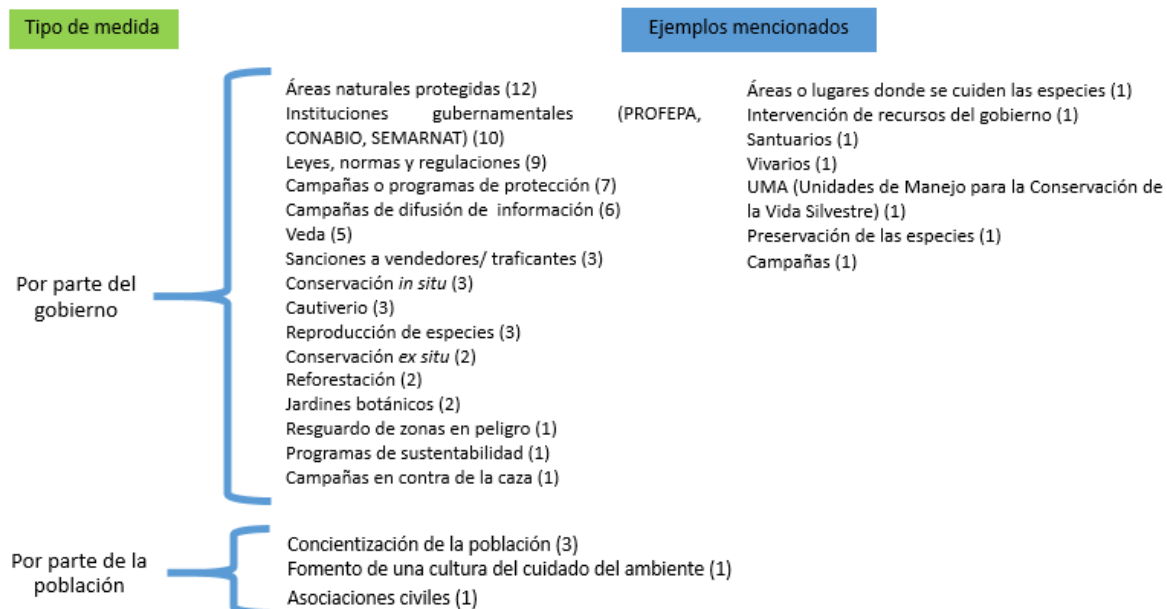 Tipo de medida
Ejemplos mencionados
Por parte del
gobierno
Áreas naturales protegidas (12)
Instituciones gubernamentales (PROFEPA,
CONABIO, SEMARNAT) (10)
Leyes, normas y regulaciones (9)
Campañas o programas de protección (7)
Campañas de difusión de información (6)
Veda (5)
Sanciones a vendedores/ traficantes (3)
Conservación in situ (3)
Cautiverio (3)
Reproducción de especies (3)
Conservación ex situ (2)
Reforestación (2)
Jardines botánicos (2)
Resguardo de zonas en peligro (1)
Programas de sustentabilidad (1)
Campañas en contra de la caza (1)
Áreas o lugares donde se cuiden las especies (1)
Intervención de recursos del gobierno (1)
Santuarios (1)
Vivarios (1)
UMA (Unidades de Manejo para la Conservación de
la Vida Silvestre) (1)
Preservación de las especies (1)
Campañas (1)
Por parte de la
población
Concientización de la población (3)
Fomento de una cultura del cuidado del ambiente (1)
Asociaciones civiles (1)